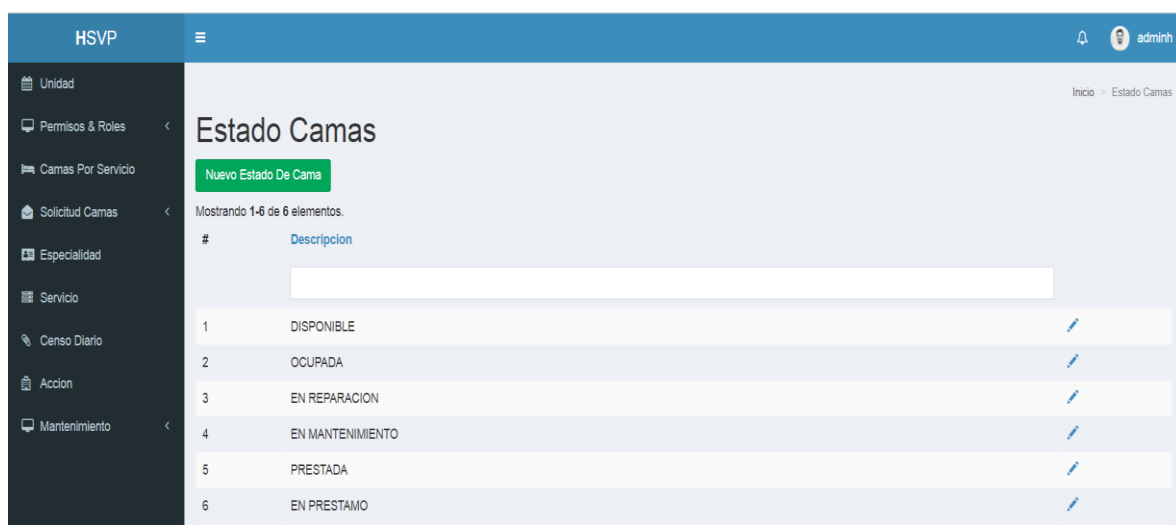 HSVP
adminh
Unidad
Permisos & Roles
Camas Por Servicio
Solicitud Camas
Especialidad
Servicio
Censo Diario
Accion
Mantenimiento
Inicio > Estado Camas
Estado Camas
Nuevo Estado De Cama
Mostrando 1-6 de 6 elementos.
# Descripcion
1 DISPONIBLE
2 OCUPADA
3 EN REPARACION
4 EN MANTENIMIENTO
5 PRESTADA
6 EN PRESTAMO